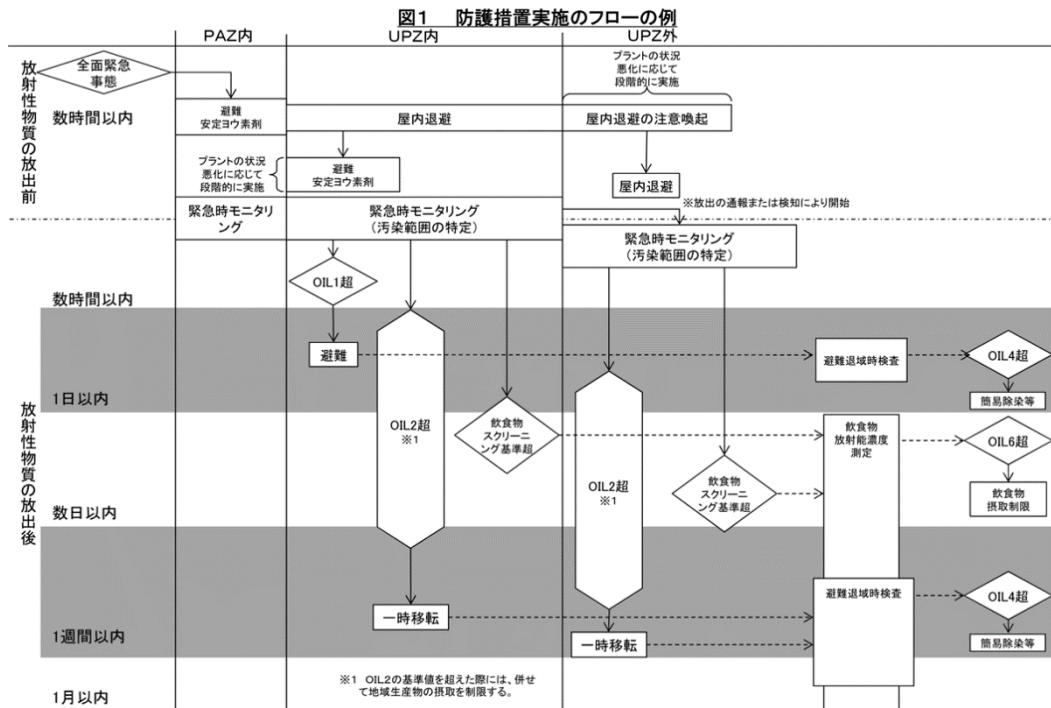 図1 防護措置実施のフローの例
PAZ内
UPZ内
UPZ外
放射性物質の放出前
全面緊急
事態
プラントの状況
悪化に応じて
段階的に実施
数時間以内
避難
安定ヨウ素剤
屋内退避
屋内退避の注意喚起
プラントの状況
悪化に応じて
段階的に実施
避難
安定ヨウ素剤
屋内退避
※放出の通報または検知により開始
緊急時モニタリ
ング
緊急時モニタリング
(汚染範囲の特定)
緊急時モニタリング
(汚染範囲の特定)
放射性物質の放出後
OIL1超
数時間以内
避難
避難退域時検査
OIL4超
簡易除染等
1日以内
OIL2超
※1
飲食物
スクリーニ
ング基準超
飲食物
放射能濃度
測定
OIL6超
OIL2超
※1
飲食物
スクリーニ
ング基準超
飲食物
摂取制限
数日以内
避難退域時検査
OIL4超
一時移転
簡易除染等
1週間以内
一時移転
※1 OIL2の基準値を超えた際には、併せ
て地域生産物の摂取を制限する。
1月以内